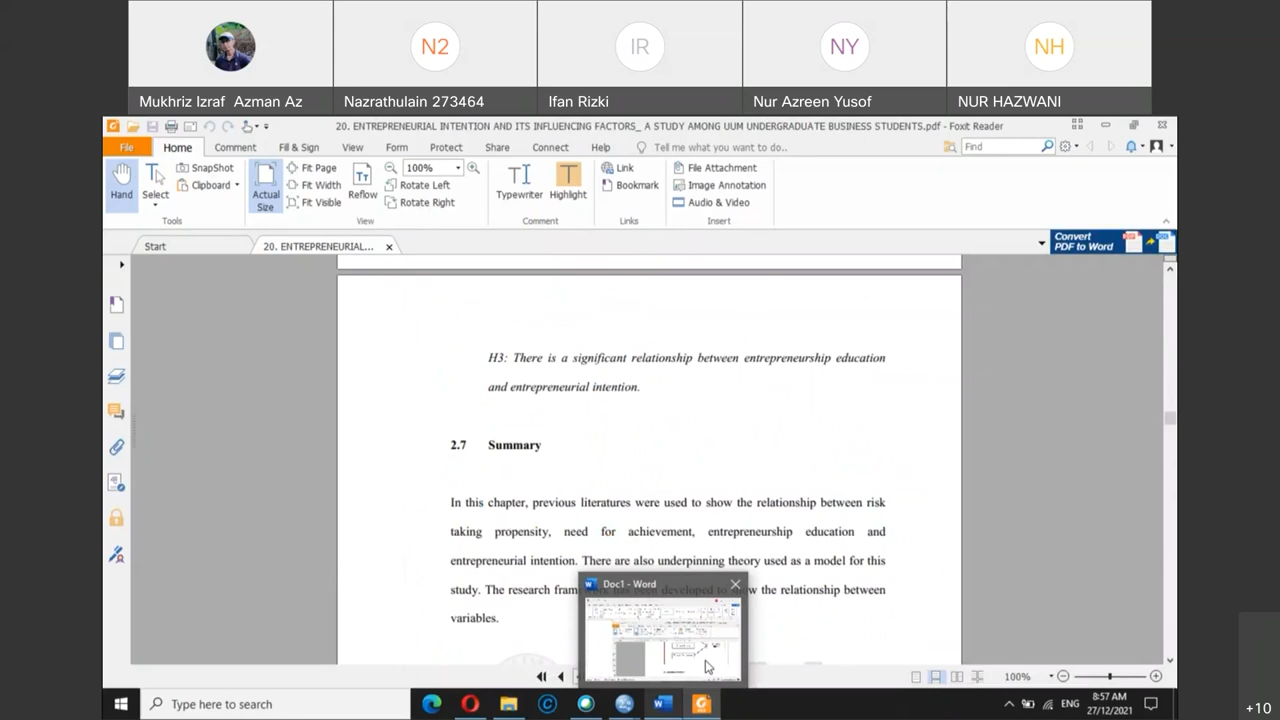 N2
IR
NY
NH
Mukhriz Izraf Azman Az
Nazrathulain 273464
Ifan Rizki
Nur Azreen Yusof
NUR HAZWANI
20. ENTREPRENEURIAL INTENTION AND ITS INFLUENCING FACTORS_ A STUDY AMONG UUM UNDERGRADUATE BUSINESS STUDENTS.pdf - Foxit Reader
File Home Comment Fill & Sign View Form Protect Share Connect Help Tell me what you want to do.. Find
Hand
Select
SnapShot
Clipboard
Tools
Actual Size
Fit Page
Fit Width
Fit Visible
Reflow
100%
Rotate Left
Rotate Right
View
Typewriter
Highlight
Comment
Link
Bookmark
Links
File Attachment
Image Annotation
Audio & Video
Insert
Start
20. ENTREPRENEURIAL...
Convert
PDF to Word
H3: There is a significant relationship between entrepreneurship education
and entrepreneurial intention.
2.7 Summary
In this chapter, previous literatures were used to show the relationship between risk
taking propensity, need for achievement, entrepreneurship education and
entrepreneurial intention. There are also underpinning theory used as a model for this
study. The research the relationship between
variables.
Doc1 - Word
100%
Type here to search
ENG
8:57 AM
27/12/2021
+10